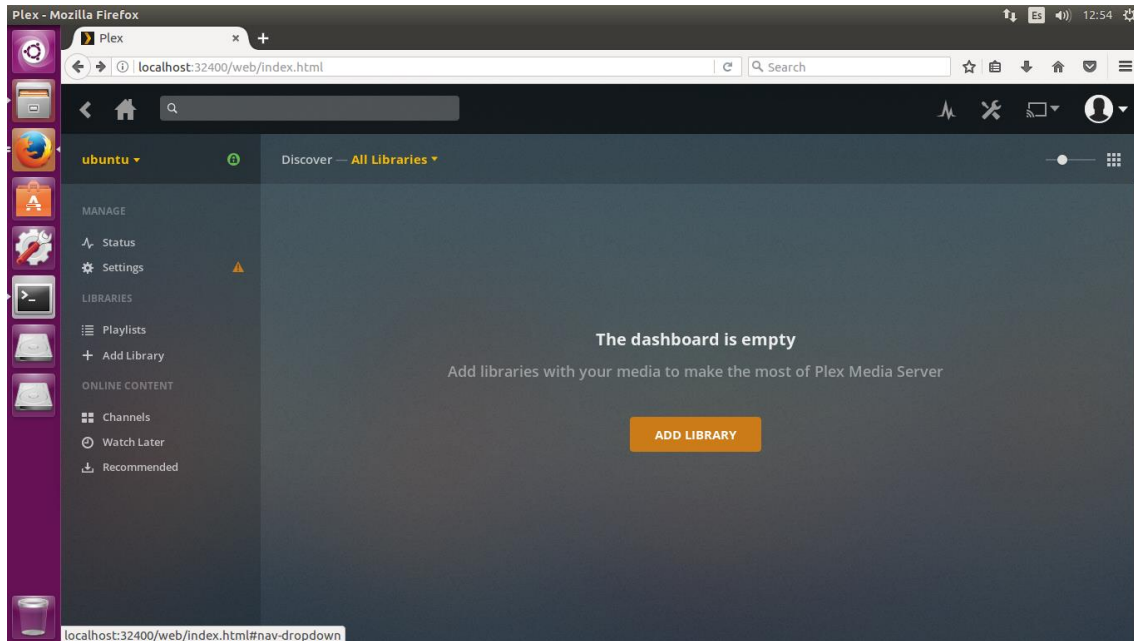 Plex - Mozilla Firefox
Es 12:54
Plex
localhost:32400/web/index.html
Search
ubuntu
Discover — All Libraries
MANAGE
Status
Settings
LIBRARIES
Playlists
+ Add Library
ONLINE CONTENT
Channels
Watch Later
Recommended
The dashboard is empty
Add libraries with your media to make the most of Plex Media Server
ADD LIBRARY
localhost:32400/web/index.html#nav-dropdown